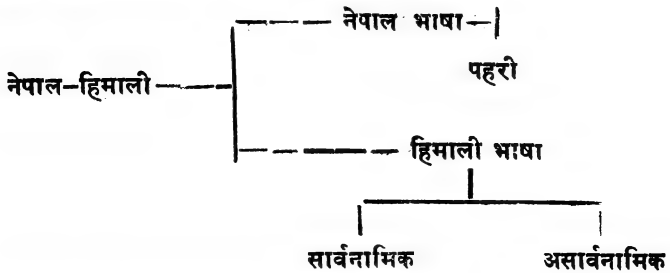 नेपाल भाषा
पहरी
नेपाल-हिमाली
हिमाली भाषा
सार्वनामिक
असार्वनामिक